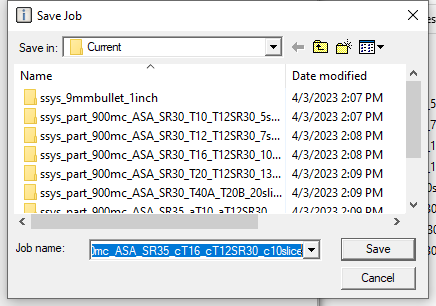 Save Job
Save in: Current
Name Date modified
ssys_9mmbullet_1inch 4/3/2023 2:07 PM
ssys_part_900mc_ASA_SR30_T10_T12SR30_5s... 4/3/2023 2:07 PM
ssys_part_900mc_ASA_SR30_T12_T12SR30_7s... 4/3/2023 2:08 PM
ssys_part_900mc_ASA_SR30_T16_T12SR30_10... 4/3/2023 2:08 PM
ssys_part_900mc_ASA_SR30_T20_T12SR30_13... 4/3/2023 2:09 PM
ssys_part_900mc_ASA_SR30_T40A_T20B_20slic... 4/3/2023 2:09 PM
ssys_part_900mc_ASA_SR35_aT10_aT12SR30 4/3/2023 2:09 PM
Job name: 0mc_ASA_SR35_cT16_cT12SR30_c10slice
Save
Cancel